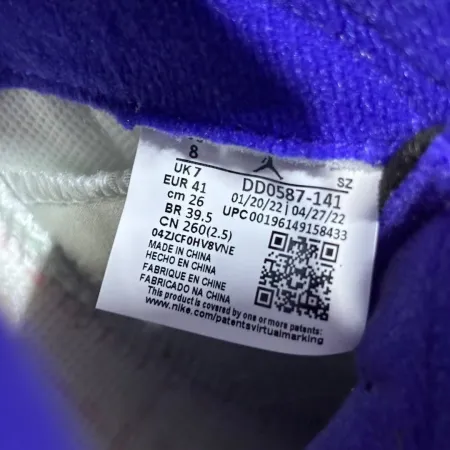 8
UK 7
EUR 41
cm 26
BR 39.5
CN 260(2.5)
04ZJCF0HV8VNE
SZ
DD0587-141
01/20/22 | 04/27/22
UPC00196149158433
MADE IN CHINA
HECHO EN CHINA
FABRIQUE EN CHINE
FABRICADO NA CHINA
This product is covered by one or more patents:
www.nike.com/patentsvirtualmarking